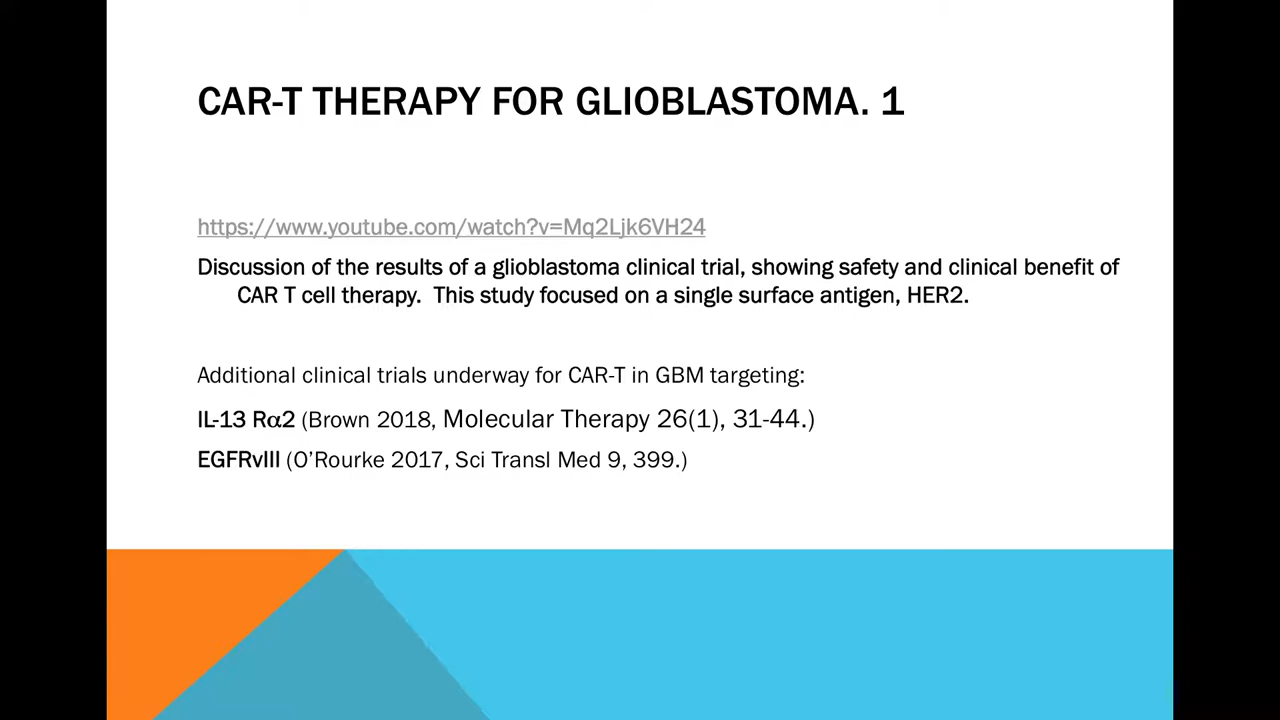 CAR-T THERAPY FOR GLIOBLASTOMA. 1
https://www.youtube.com/watch?v=Mq2Ljk6VH24
Discussion of the results of a glioblastoma clinical trial, showing safety and clinical benefit of
CAR T cell therapy.  This study focused on a single surface antigen, HER2.
Additional clinical trials underway for CAR-T in GBM targeting:
IL-13 Rα2 (Brown 2018, Molecular Therapy 26(1), 31-44.)
EGFRvIII (O’Rourke 2017, Sci Transl Med 9, 399.)